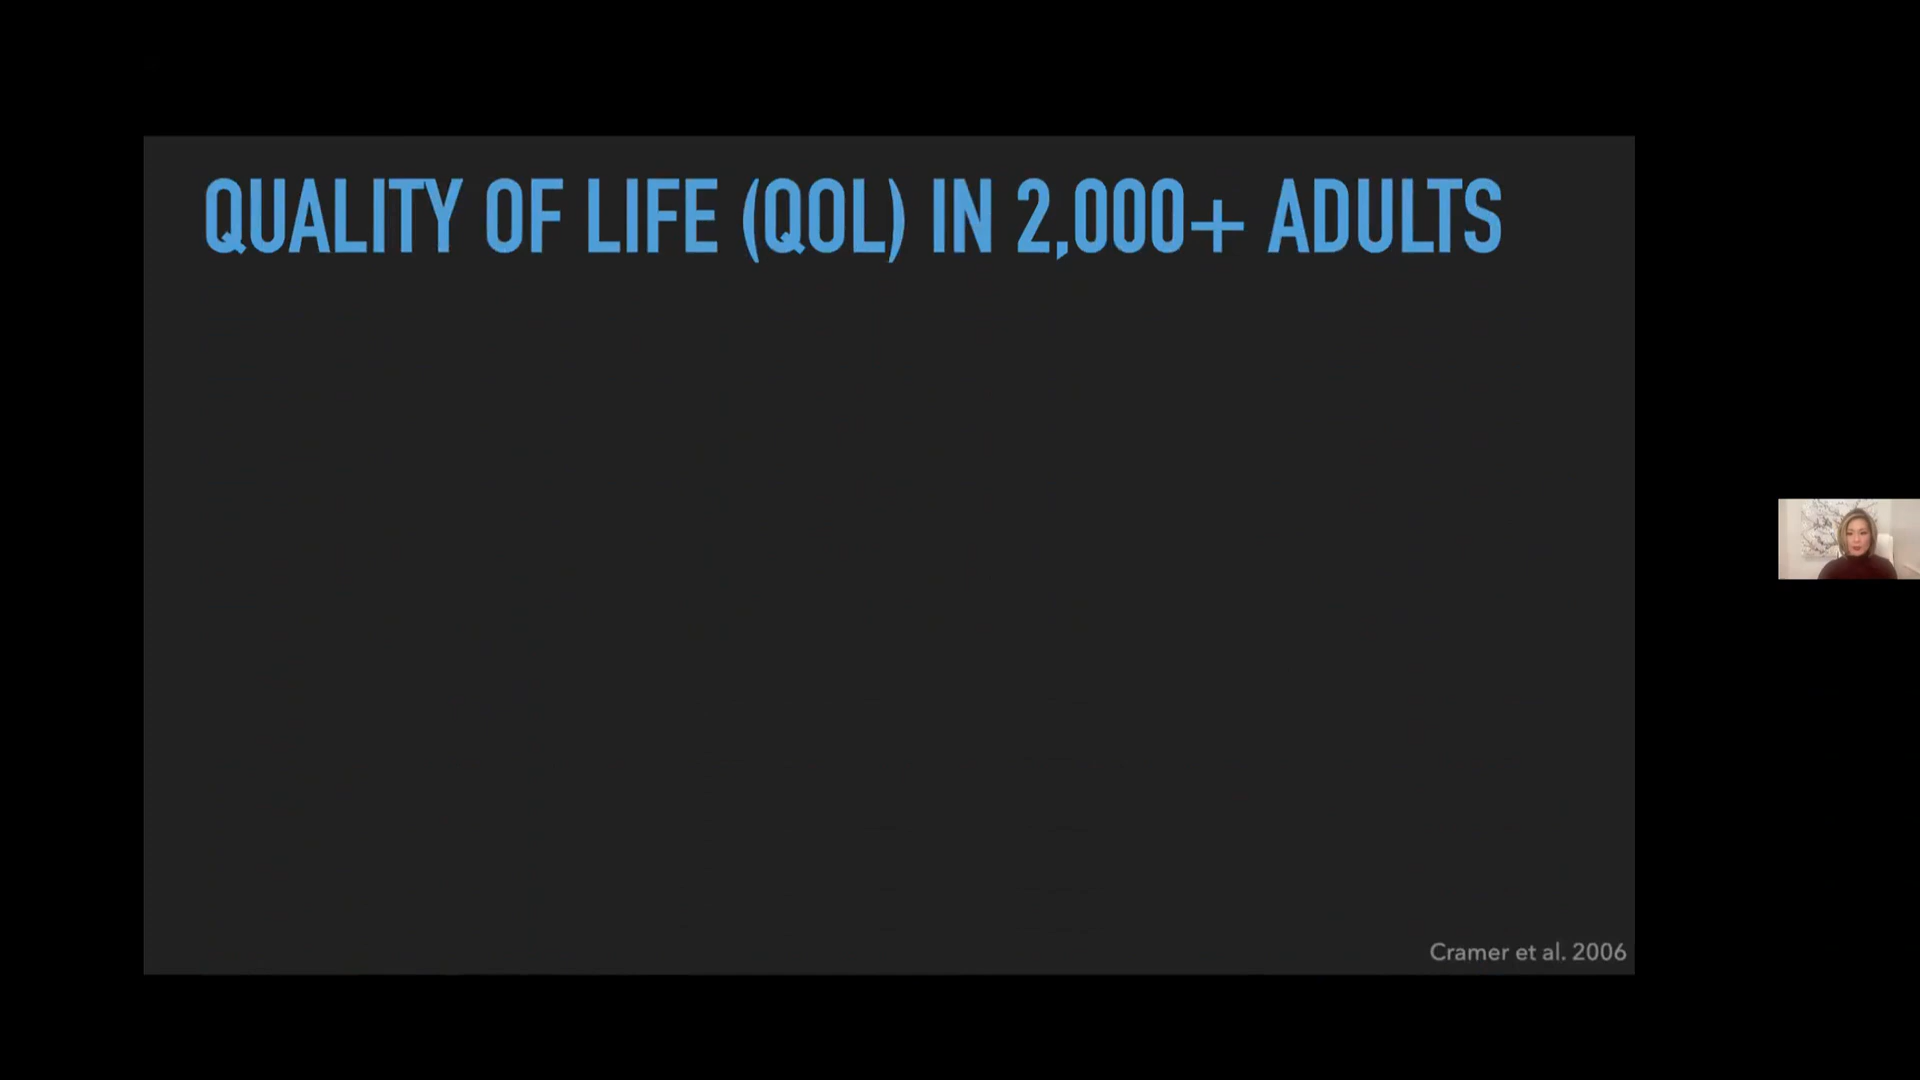 QUALITY OF LIFE (QOL) IN 2,000+ ADULTS
Cramer et al. 2006